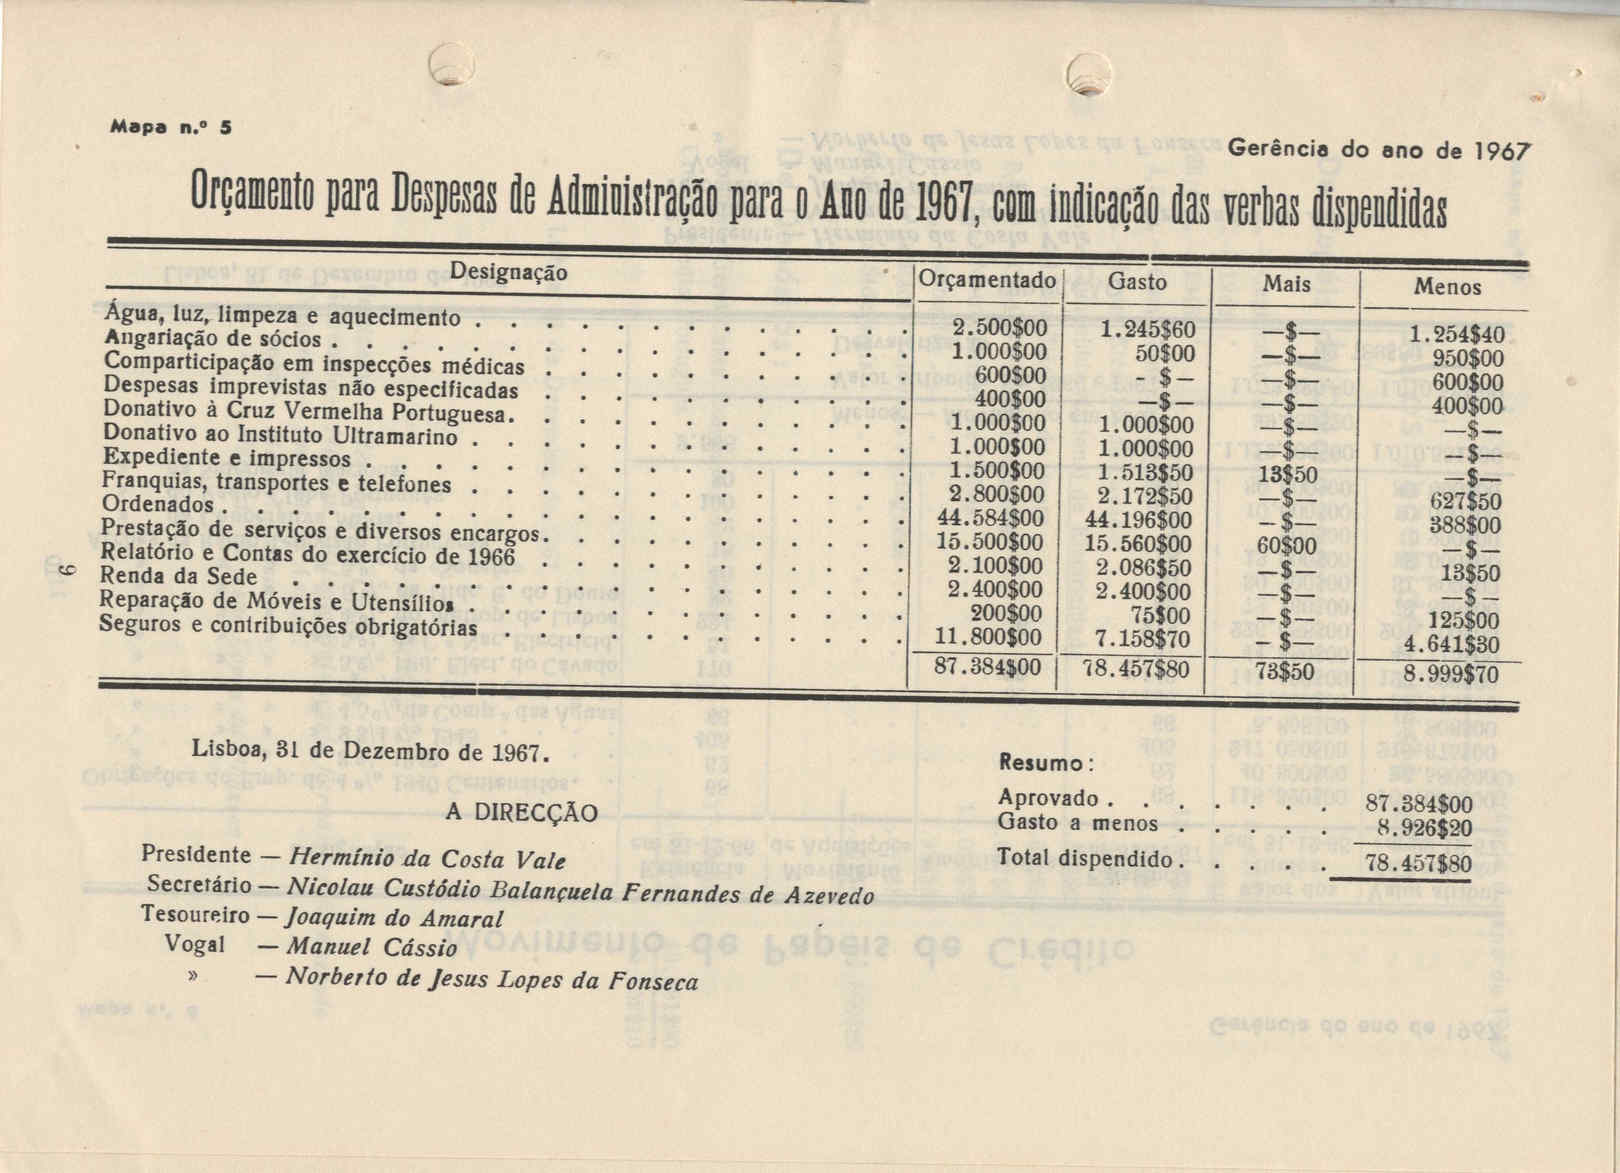 Mapa n.º 5
Gerência do ano de 1967
Orçamento para Despesas de Administração para o Ano de 1967, com indicação das verbas dispendidas
Designação Orçamentado Gasto Mais Menos
Água, luz, limpeza e aquecimento . . . . . . . . . . . . 2.500$00 1.245$60 —$— 1.254$40
Angariação de sócios . . . . . . . . . . . . . . . . 1.000$00 50$00 —$— 950$00
Comparticipação em inspecções médicas . . . . . . . . . . . 600$00 -$— —$— 600$00
Despesas imprevistas não especificadas . . . . . . . . . . . 400$00 —$— —$— 400$00
Donativo à Cruz Vermelha Portuguesa. . . . . . . . . . . . 1.000$00 1.000$00 —$— —$—
Donativo ao Instituto Ultramarino . . . . . . . . . . . . . 1.000$00 1.000$00 —$— —$—
Expediente e impressos . . . . . . . . . . . . . . . 1.500$00 1.513$50 13$50 —$—
Franquias, transportes e telefones . . . . . . . . . . . . . 2.800$00 2.172$50 —$— 627$50
Ordenados . . . . . . . . . . . . . . . . . . . . 44.584$00 44.196$00 —$— 388$00
Prestação de serviços e diversos encargos. . . . . . . . . . . 15.500$00 15.560$00 60$00 —$—
Relatório e Contas do exercício de 1966 . . . . . . . . . . . 2.100$00 2.086$50 —$— 13$50
Renda da Sede . . . . . . . . . . . . . . . . . . 2.400$00 2.400$00 —$— —$—
Reparação de Móveis e Utensílios . . . . . . . . . . . . . 200$00 75$00 —$— 125$00
Seguros e contribuições obrigatórias . . . . . . . . . . . . 11.800$00 7.158$70 —$— 4.641$30
87.384$00 78.457$80 73$50 8.999$70
9
Lisboa, 31 de Dezembro de 1967.
A DIRECÇÃO
Presidente — Hermínio da Costa Vale
Secretário — Nicolau Custódio Balançuela Fernandes de Azevedo
Tesoureiro — Joaquim do Amaral
Vogal — Manuel Cássio
» — Norberto de Jesus Lopes da Fonseca
Resumo:
Aprovado . . . . . . . 87.384$00
Gasto a menos . . . . . 8.926$20
Total dispendido . . . . . 78.457$80